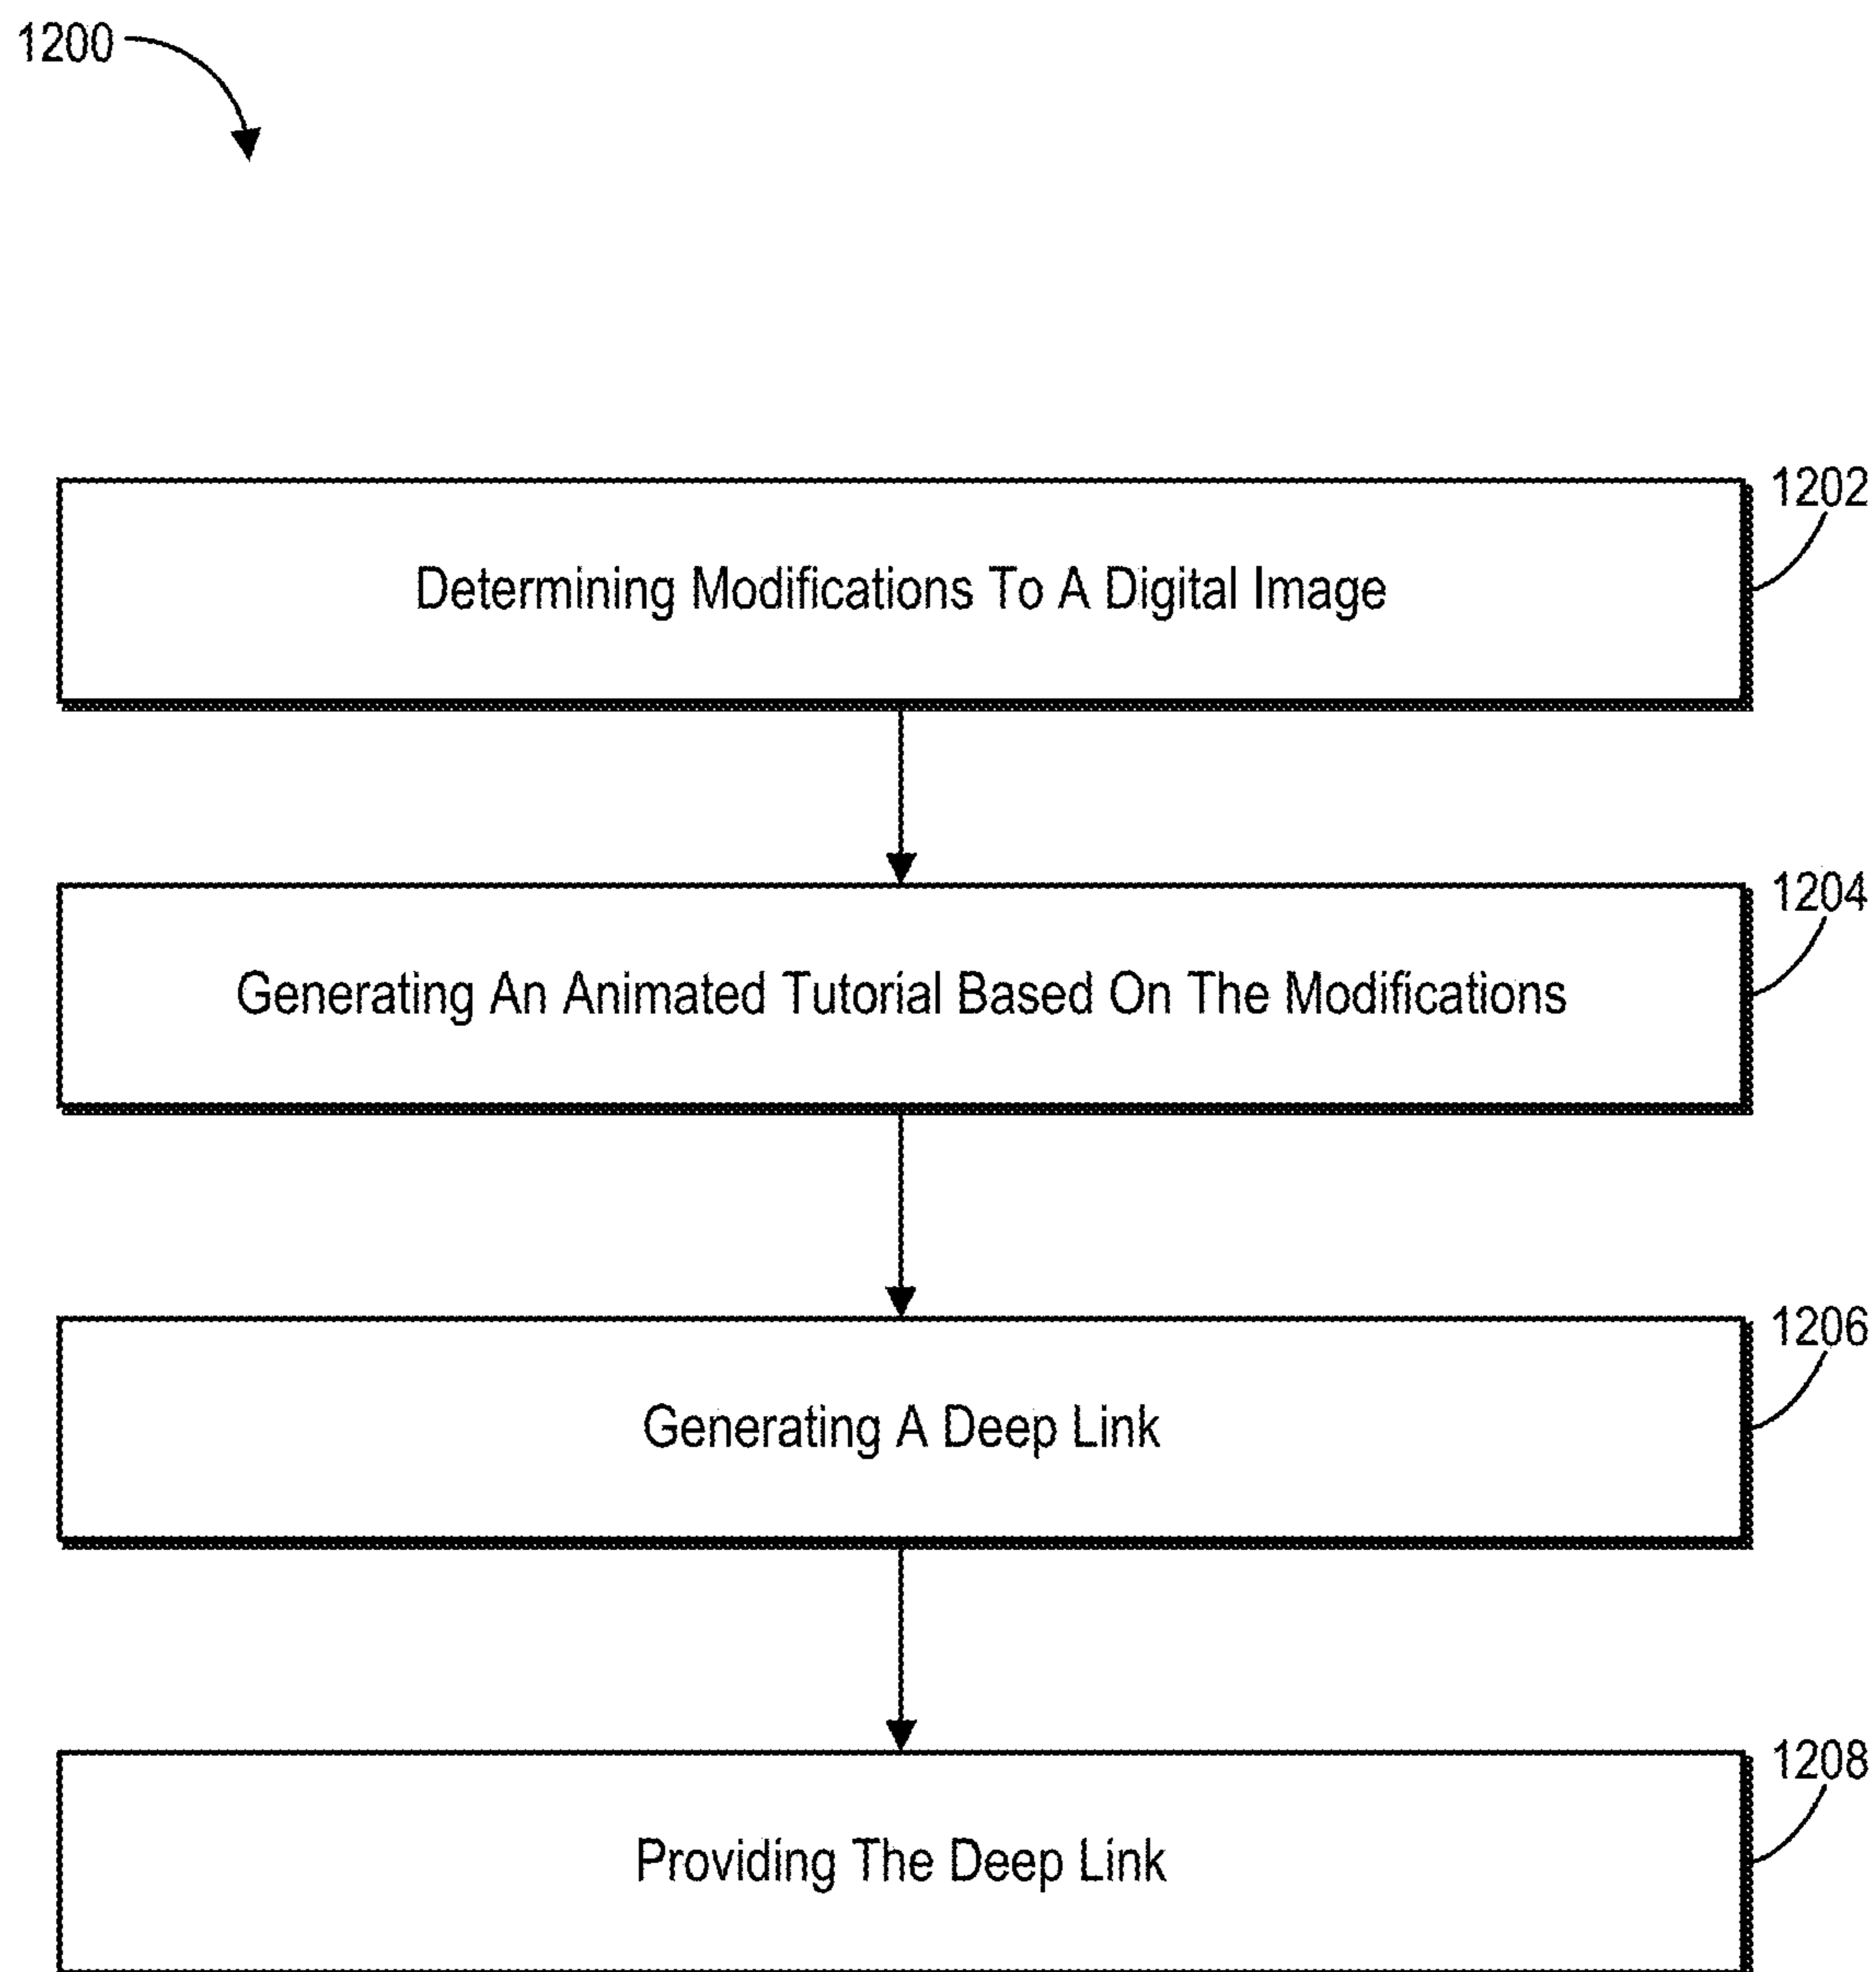 1200
1202
Determining Modifications To A Digital Image
1204
Generating An Animated Tutorial Based On The Modifications
1206
Generating A Deep Link
1208
Providing The Deep Link